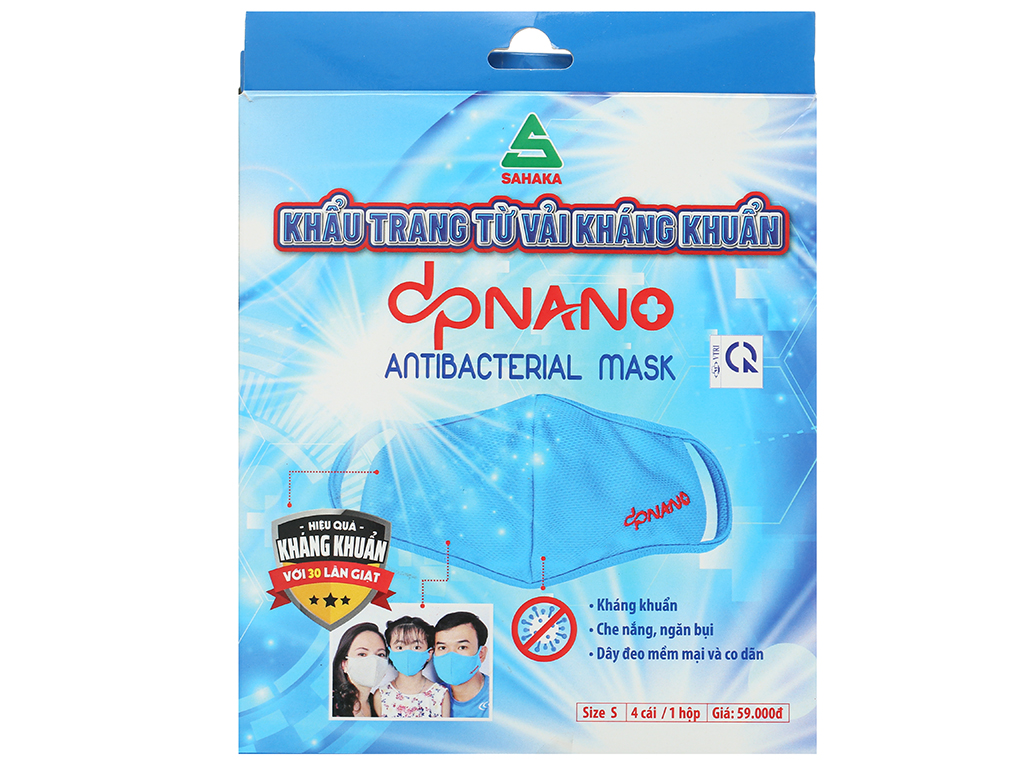 SAHAKA
KHẨU TRANG TỪ VẢI KHÁNG KHUẨN
dpNANO
ANTIBACTERIAL MASK
dpNANO
- HIỆU QUẢ -
KHÁNG KHUẨN
VỚI 30 LẦN GIẶT
• Kháng khuẩn
• Che nắng, ngăn bụi
• Dây đeo mềm mại và co dãn
Size S | 4 cái / 1 hộp | Giá: 59.000đ